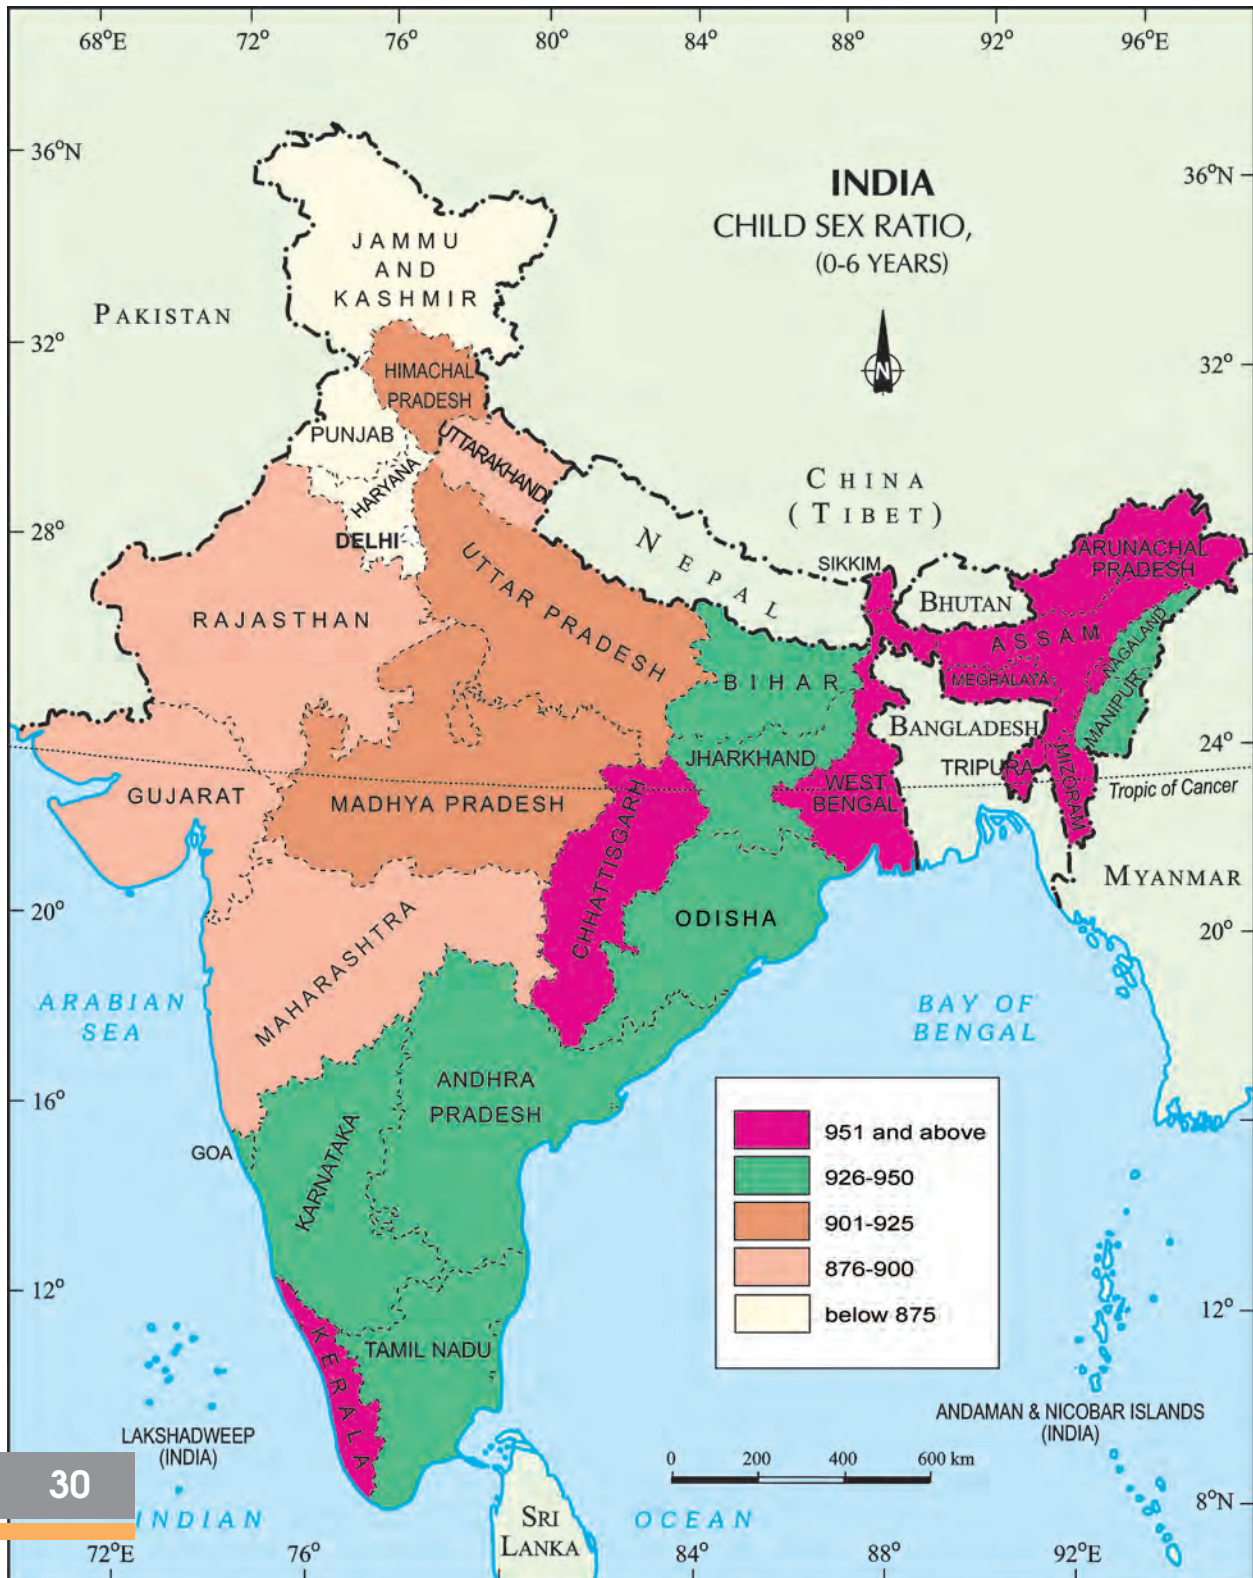 68°E 72° 76° 80° 84° 88° 92° 96°E
36°N
36°N
INDIA
CHILD SEX RATIO,
(0-6 YEARS)
JAMMU
AND
KASHMIR
PAKISTAN
N
32°
32°
HIMACHAL
PRADESH
PUNJAB
UTTARAKHAND
HARYANA
CHINA
(TIBET)
28°
DELHI
NEPAL
SIKKIM
ARUNACHAL
PRADESH
UTTAR PRADESH
BHUTAN
RAJASTHAN
ASSAM
NAGALAND
BIHAR
MEGHALAYA
MANIPUR
BANGLADESH
24°
24°
JHARKHAND
TRIPURA
MIZORAM
Tropic of Cancer
GUJARAT
MADHYA PRADESH
WEST
BENGAL
CHHATTISGARH
MYANMAR
20°
20°
ODISHA
MAHARASHTRA
ARABIAN
SEA
BAY OF
BENGAL
ANDHRA
PRADESH
16°
16°
GOA
KARNATAKA
951 and above
926-950
901-925
876-900
below 875
12°
12°
KERALA
TAMIL NADU
LAKSHADWEEP
(INDIA)
ANDAMAN & NICOBAR ISLANDS
(INDIA)
0 200 400 600 km
30
INDIAN
OCEAN
SRI
LANKA
8°N
72°E 76° 84° 88° 92°E